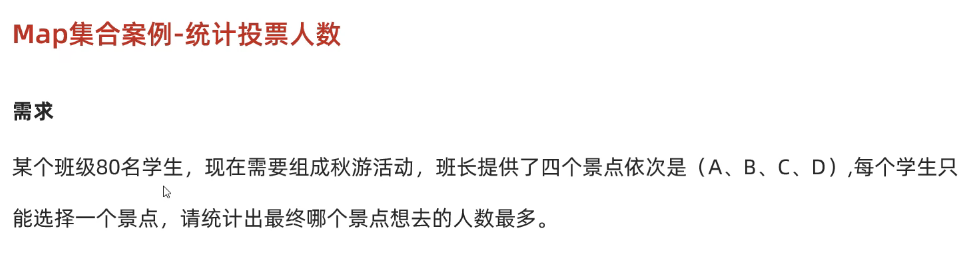 Map集合案例-统计投票人数
需求
某个班级80名学生，现在需要组成秋游活动，班长提供了四个景点依次是（A、B、C、D）,每个学生只
能选择一个景点，请统计出最终哪个景点想去的人数最多。